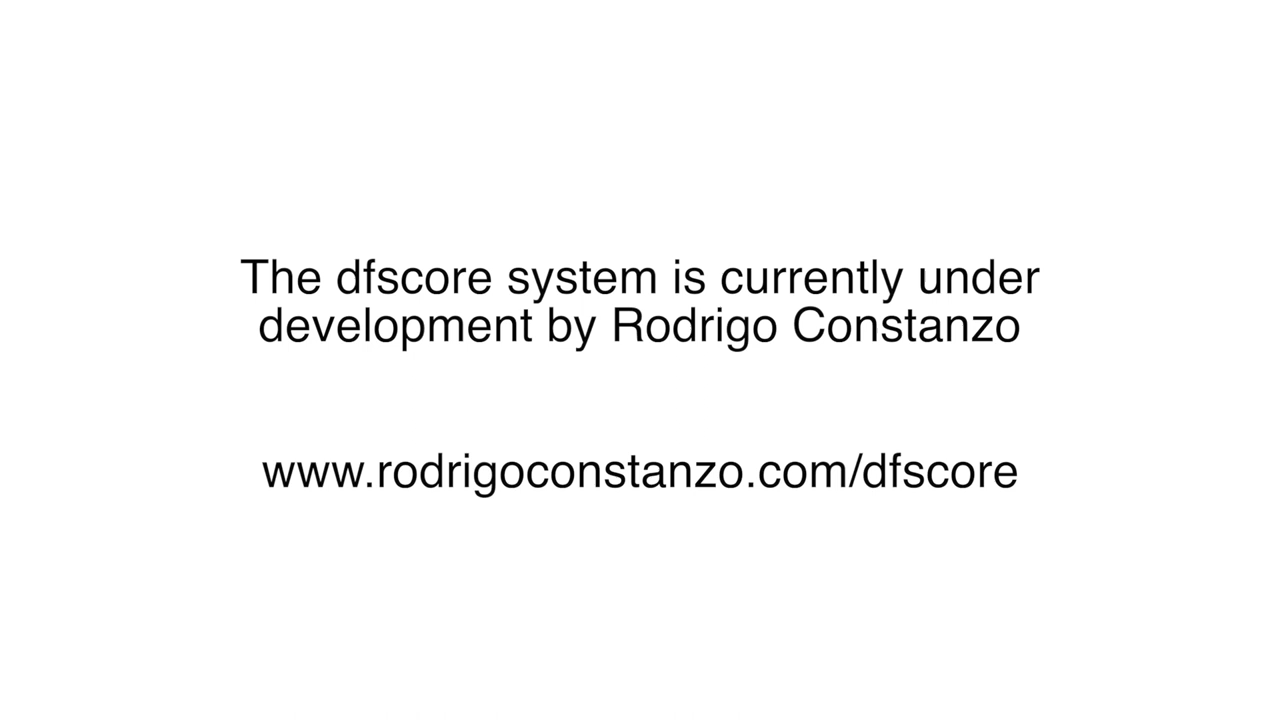 The dfscore system is currently under
development by Rodrigo Constanzo
www.rodrigoconstanzo.com/dfscore